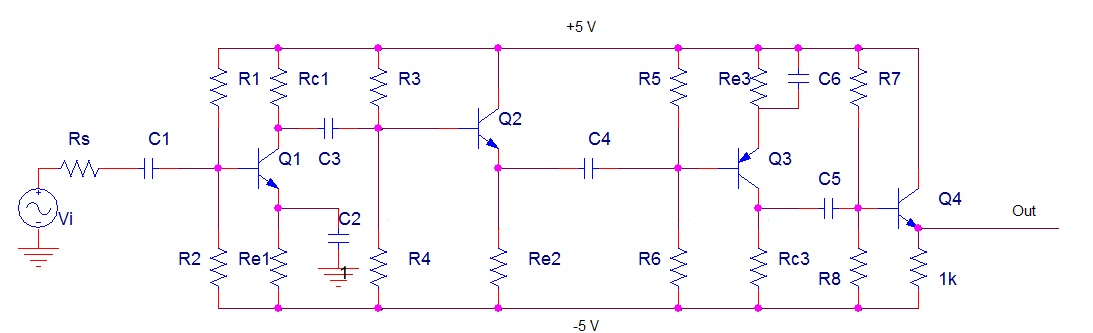 +5 V
R1 Rc1 R3 R5 Re3 C6 R7
Rs C1 Q1 C3 Q2 C4 Q3 C5 Q4
Vi C2 Out
R2 Re1 1 R4 Re2 R6 Rc3 R8 1k
-5 V